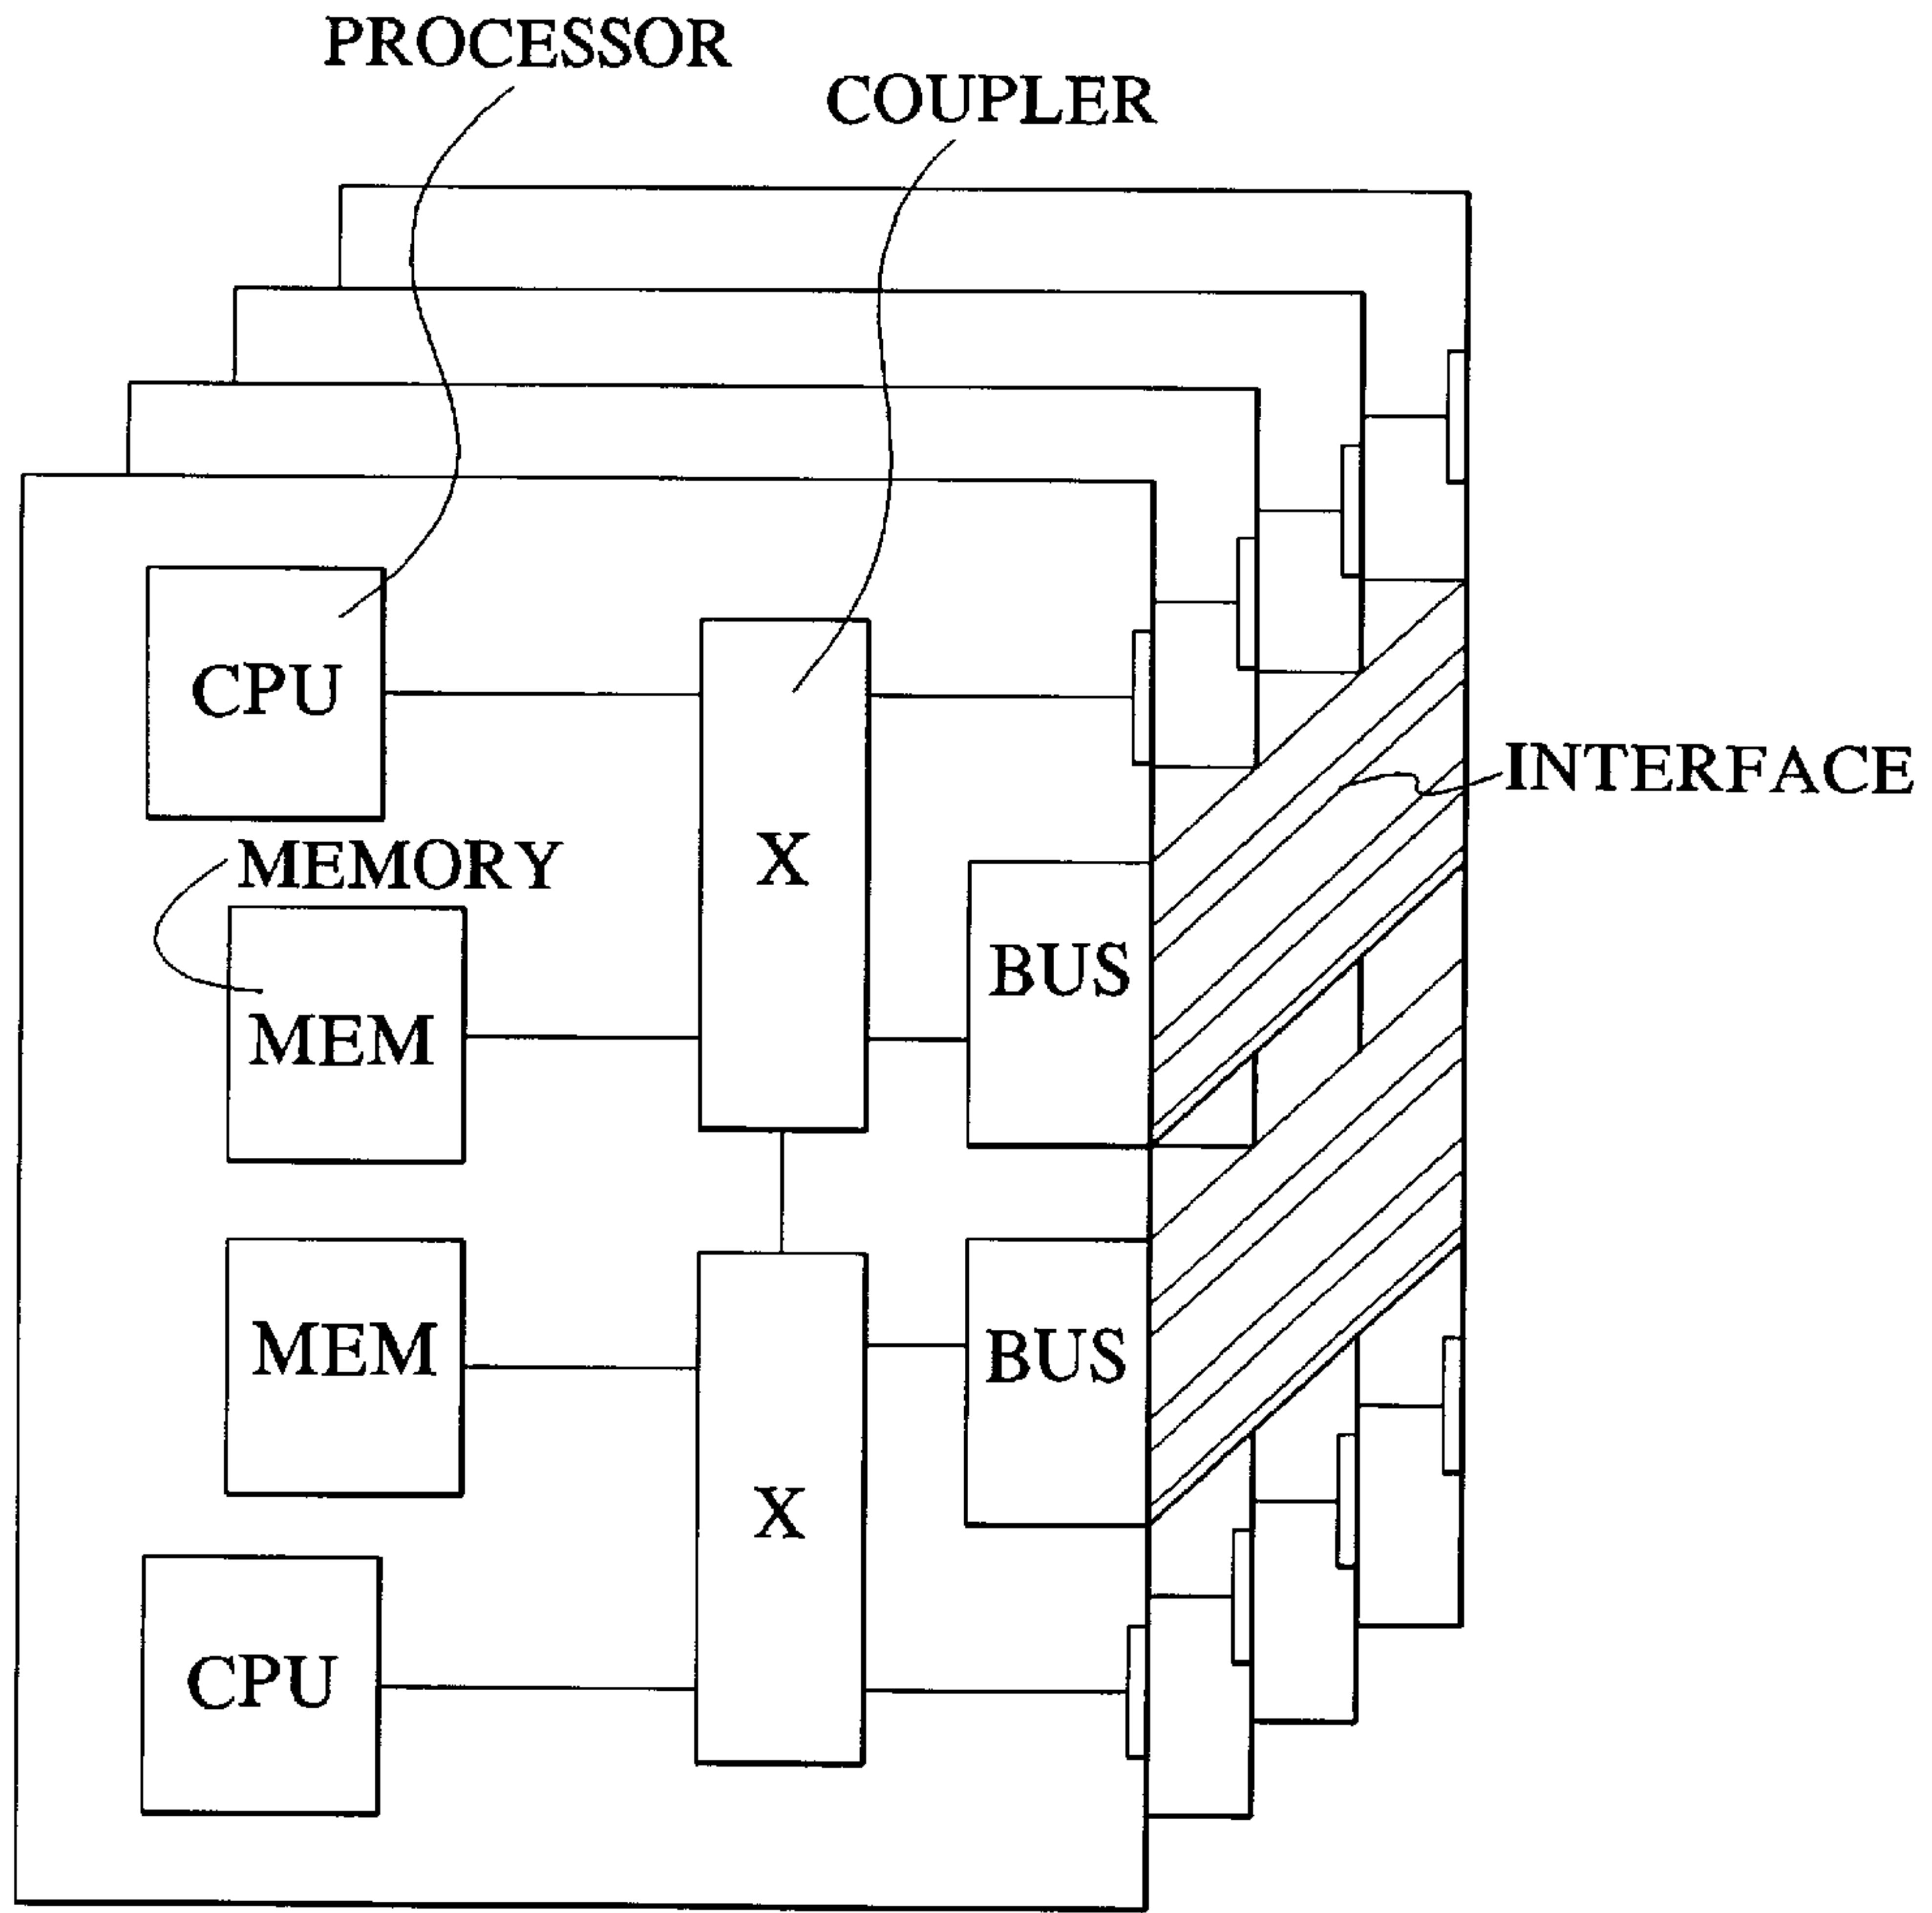 PROCESSOR
COUPLER
CPU
X
INTERFACE
MEMORY
BUS
MEM
MEM
BUS
X
CPU